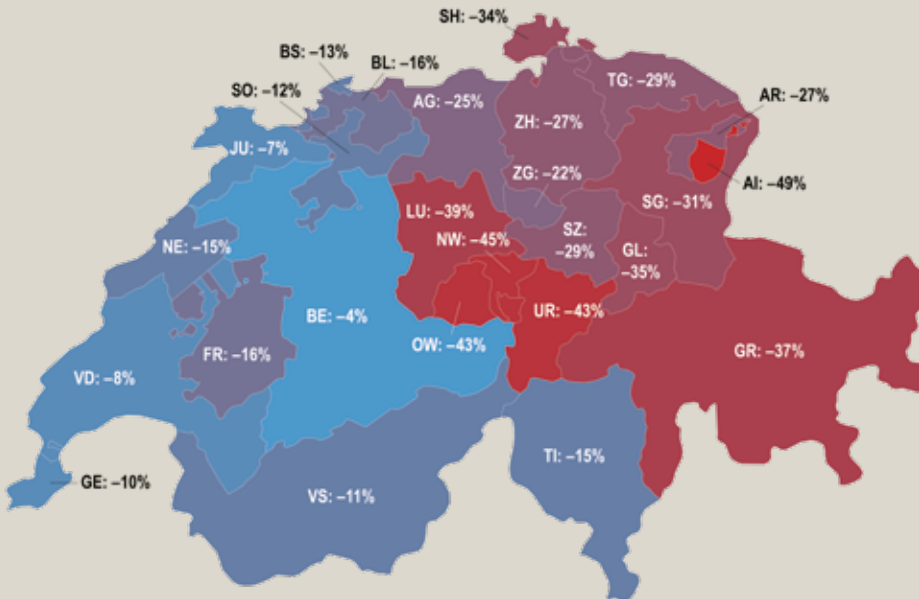 SH: –34%
BS: –13%
BL: –16%
SO: –12%
AG: –25%
TG: –29%
AR: –27%
ZH: –27%
JU: –7%
ZG: –22%
AI: –49%
LU: –39%
SG: –31%
NW: –45%
SZ:
–29%
NE: –15%
GL:
–35%
BE: –4%
UR: –43%
OW: –43%
FR: –16%
GR: –37%
VD: –8%
TI: –15%
GE: –10%
VS: –11%